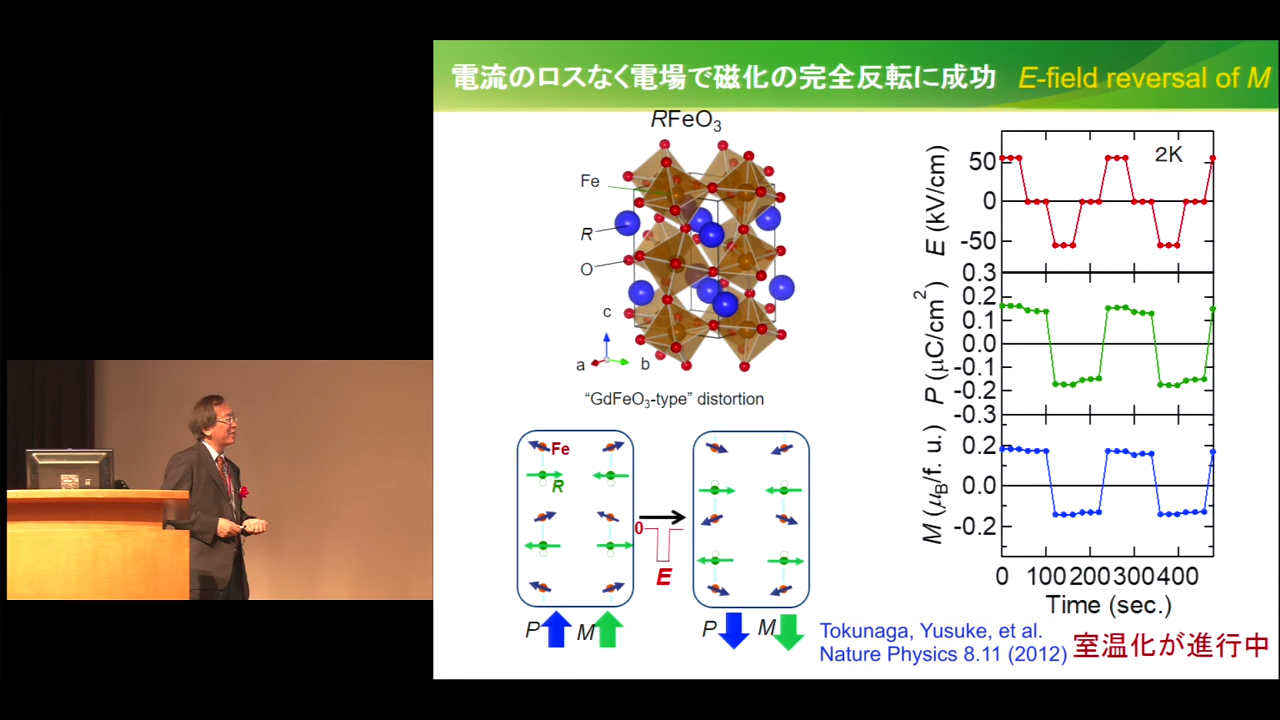 電流のロスなく電場で磁化の完全反転に成功 E-field reversal of M
RFeO3
Fe
R
O
c
a
b
“GdFeO3-type” distortion
Fe
R
0
E
P
M
P
M
2K
E (kV/cm)
50
0
-50
P (μC/cm2)
0.3
0.2
0.1
0.0
-0.1
-0.2
-0.3
M (μB/f. u.)
0.2
0.0
-0.2
0 100 200 300 400
Time (sec.)
Tokunaga, Yusuke, et al.
Nature Physics 8.11 (2012)
室温化が進行中